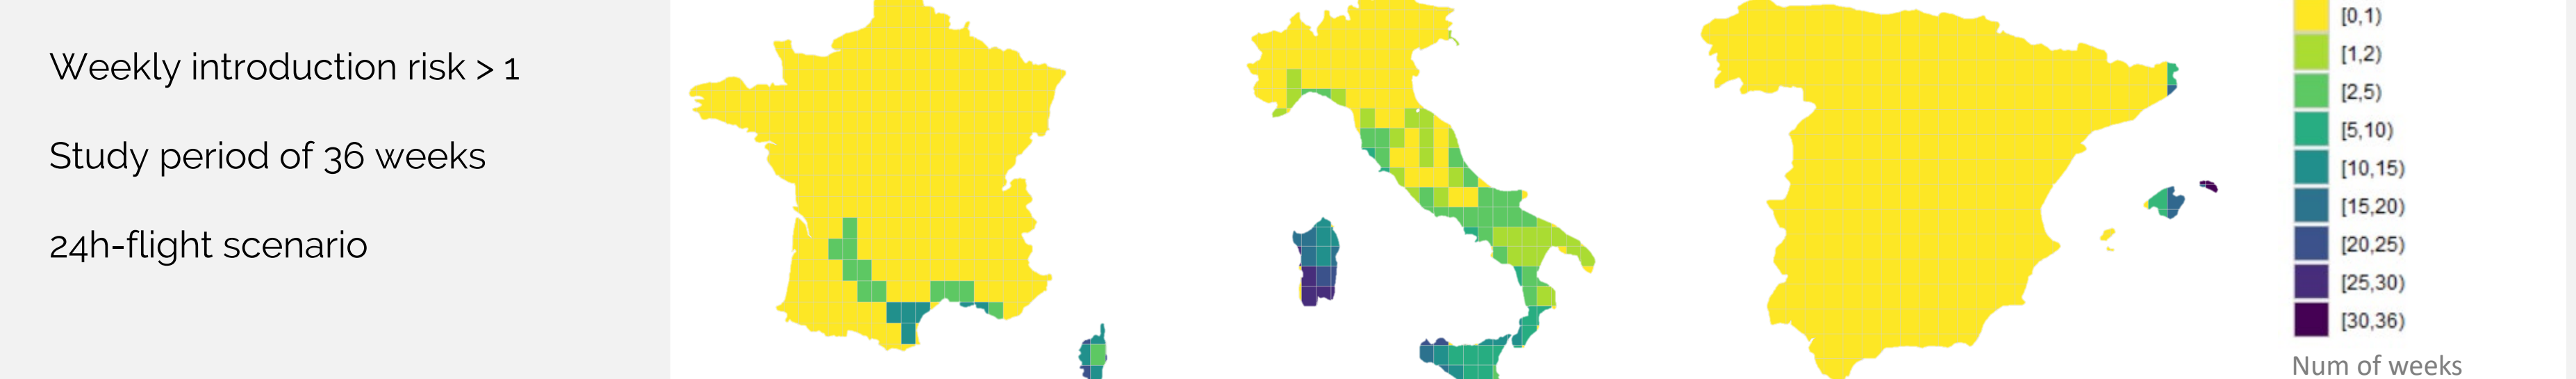 Weekly introduction risk > 1
Study period of 36 weeks
24h-flight scenario
[0,1)
[1,2)
[2,5)
[5,10)
[10,15)
[15,20)
[20,25)
[25,30)
[30,36)
Num of weeks